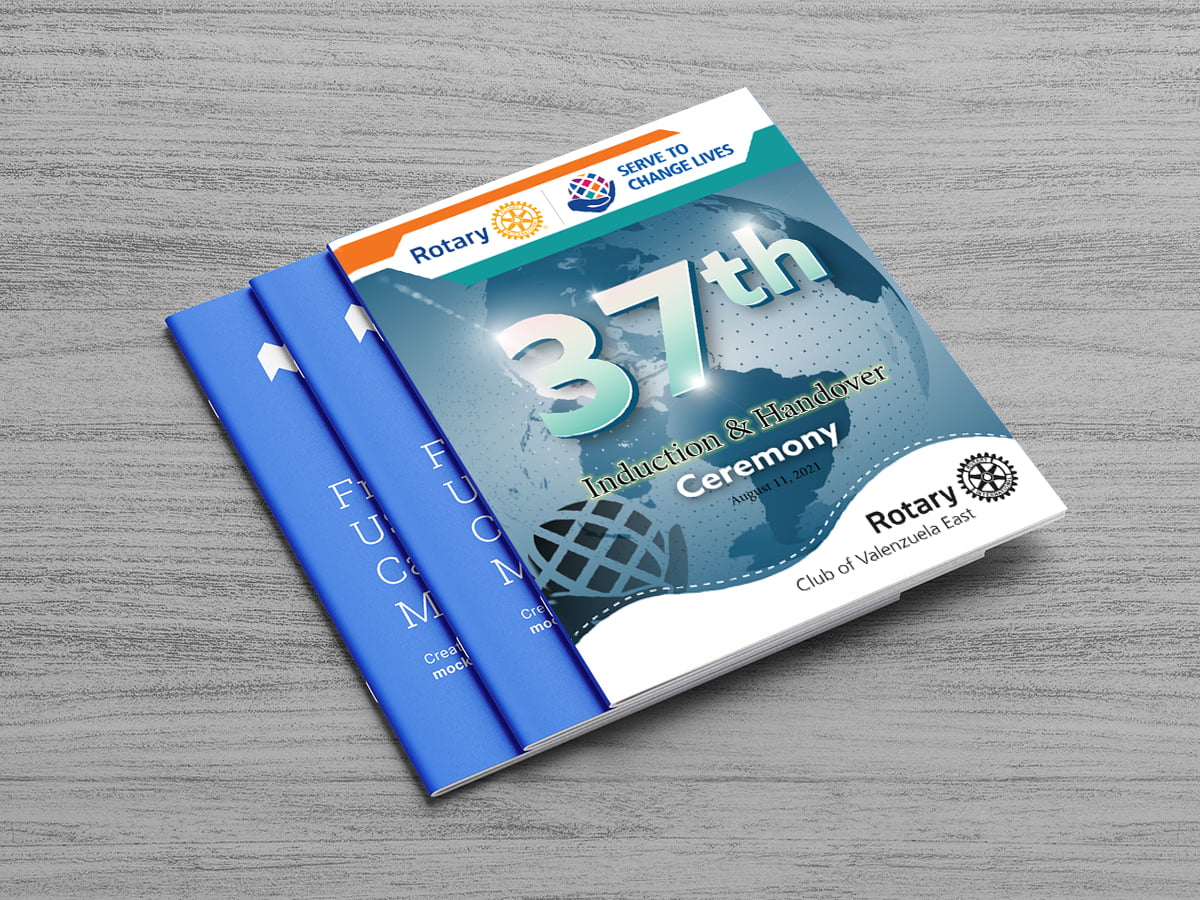 Rotary
SERVE TO
CHANGE LIVES
37th
Induction & Handover
Ceremony
August 11, 2021
Rotary
Club of Valenzuela East